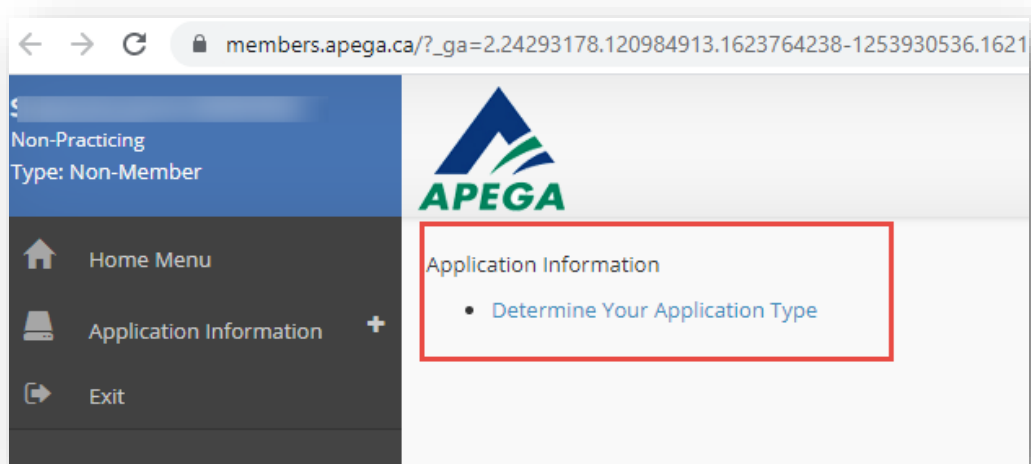 members.apega.ca/?_ga=2.24293178.120984913.1623764238-1253930536.1621
Non-Practicing
Type: Non-Member
APEGA
Home Menu
Application Information
Exit
Application Information
• Determine Your Application Type